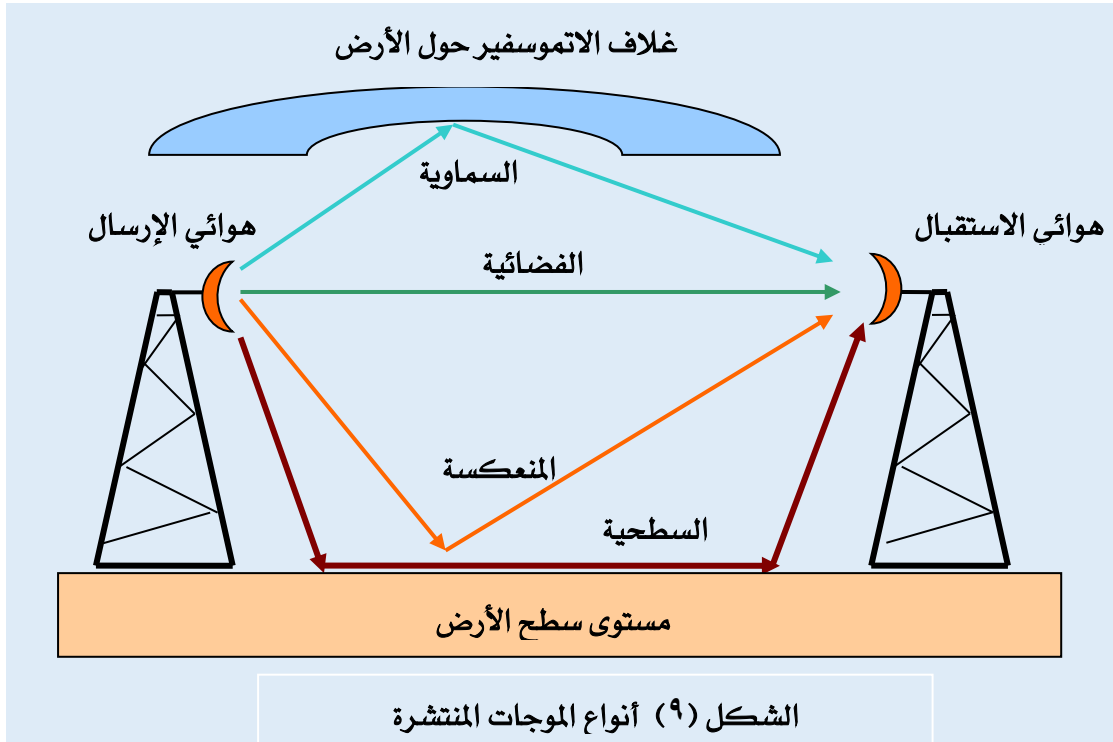 غلاف الاتموسفير حول الأرض
السماوية
هوائي الإرسال
هوائي الاستقبال
الفضائية
المنعكسة
السطحية
مستوى سطح الأرض
الشكل (٩) أنواع الموجات المنتشرة